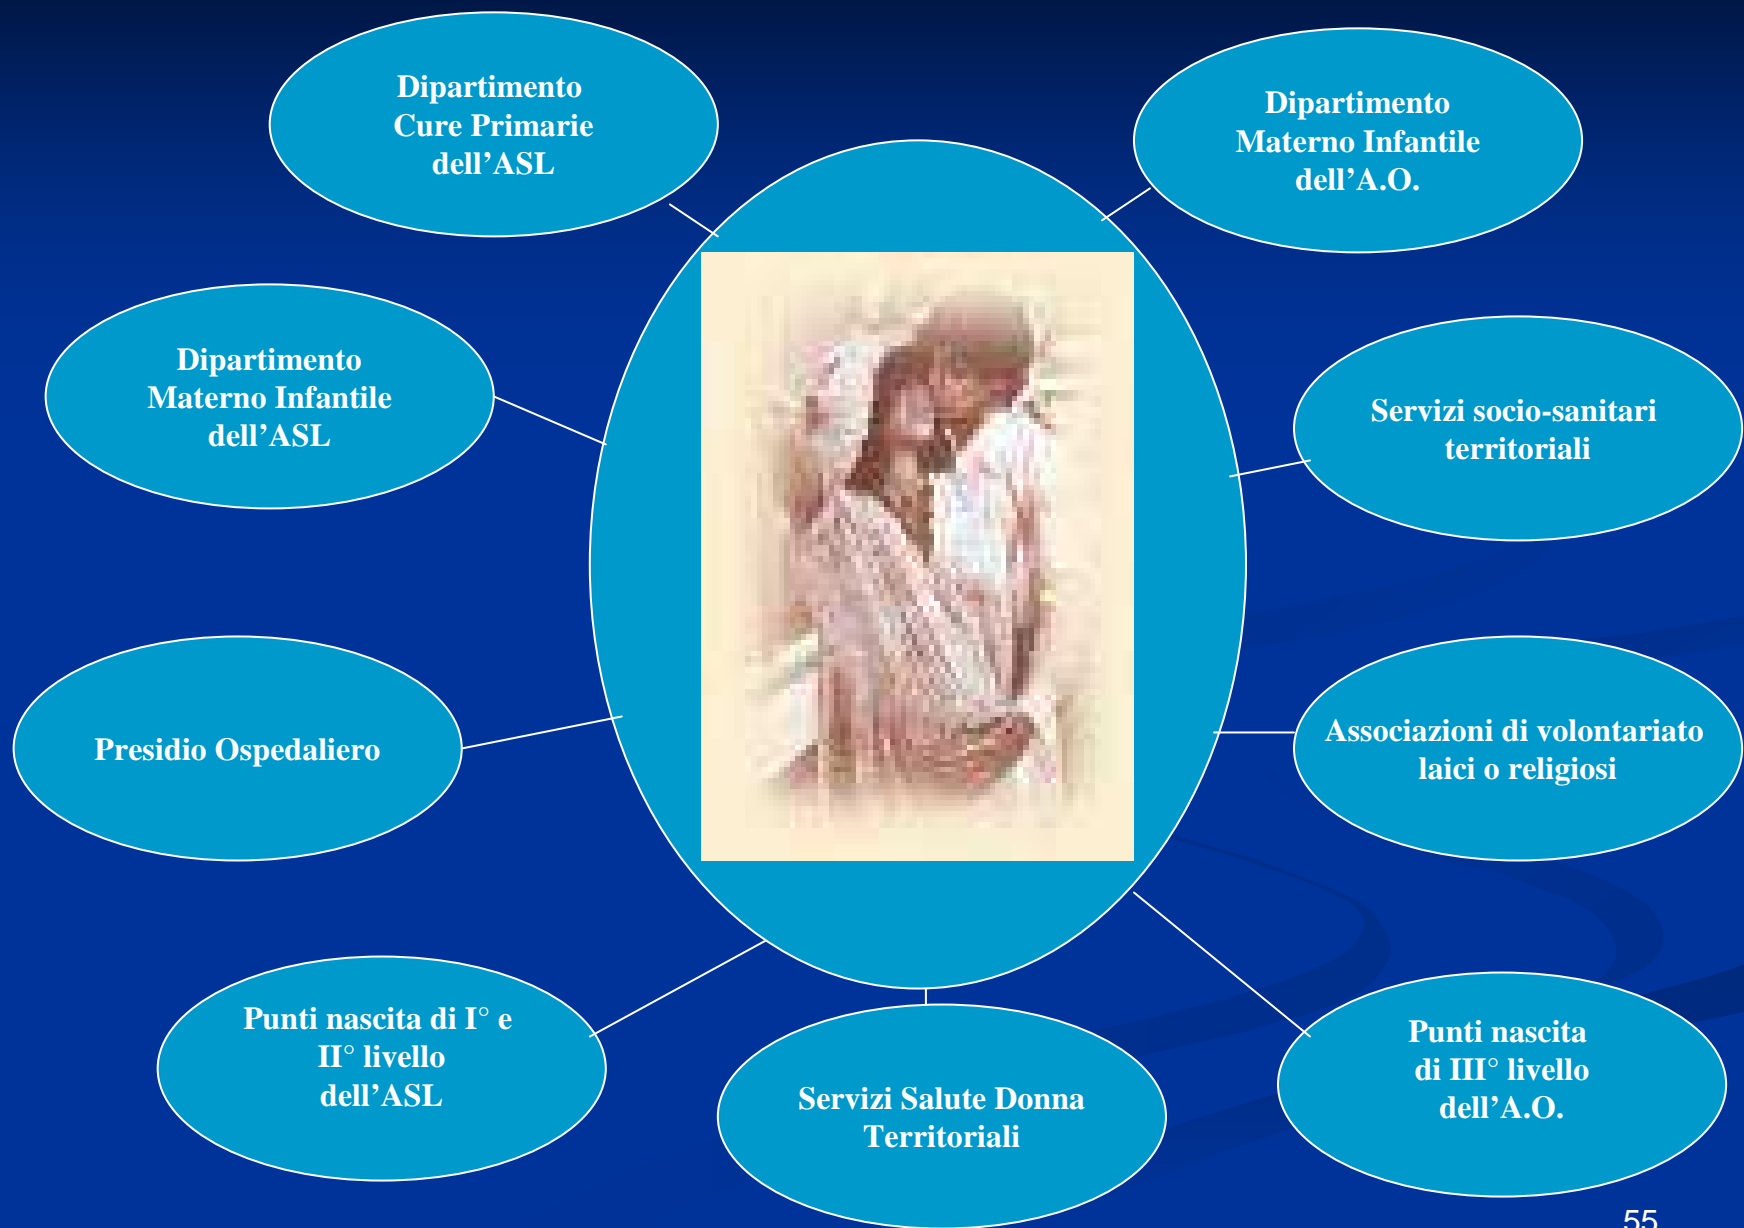 Dipartimento
Cure Primarie
dell’ASL
Dipartimento
Materno Infantile
dell’A.O.
Dipartimento
Materno Infantile
dell’ASL
Servizi socio-sanitari
territoriali
Presidio Ospedaliero
Associazioni di volontariato
laici o religiosi
Punti nascita di I° e
II° livello
dell’ASL
Servizi Salute Donna
Territoriali
Punti nascita
di III° livello
dell’A.O.
55